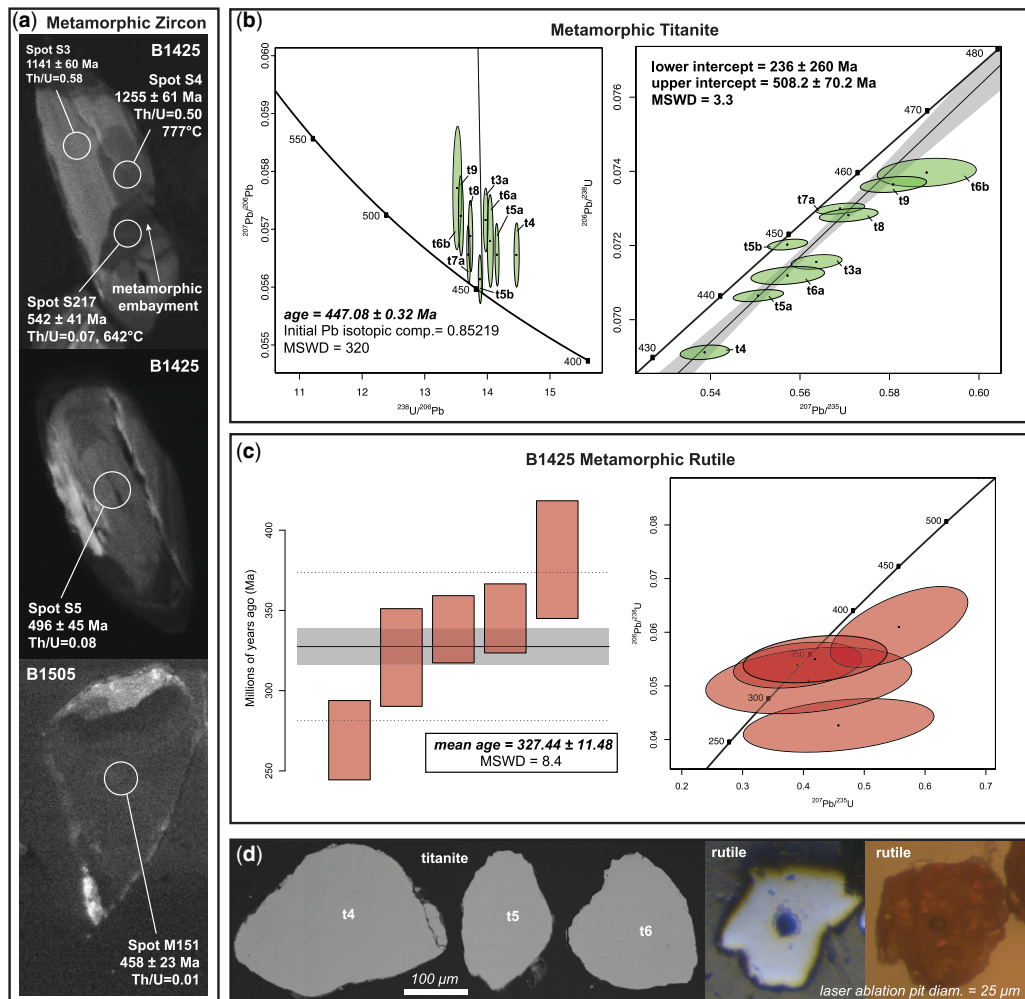 (a) Metamorphic Zircon
B1425
Spot S3
1141 ± 60 Ma
Th/U=0.58
Spot S4
1255 ± 61 Ma
Th/U=0.50
777°C
metamorphic
embayment
Spot S217
542 ± 41 Ma
Th/U=0.07, 642°C
B1425
Spot S5
496 ± 45 Ma
Th/U=0.08
B1505
Spot M151
458 ± 23 Ma
Th/U=0.01
(b)
Metamorphic Titanite
0.060
0.059
0.058
0.057
0.056
0.055
²⁰⁷Pb/²⁰⁶Pb
550
500
450
400
t9
t8
t3a
t6a
t5a
t4
t6b
t7a
t5b
age = 447.08 ± 0.32 Ma
Initial Pb isotopic comp.= 0.85219
MSWD = 320
11 12 13 14 15
²³⁸U/²⁰⁶Pb
lower intercept = 236 ± 260 Ma
upper intercept = 508.2 ± 70.2 Ma
MSWD = 3.3
480
470
460
450
440
430
0.076
0.074
0.072
0.070
²⁰⁶Pb/²³⁸U
t6b
t9
t7a
t8
t5b
t3a
t6a
t5a
t4
0.54 0.56 0.58 0.60
²⁰⁷Pb/²³⁵U
(c)
B1425 Metamorphic Rutile
Millions of years ago (Ma)
400
350
300
250
mean age = 327.44 ± 11.48
MSWD = 8.4
0.08
0.07
0.06
0.05
0.04
²⁰⁶Pb/²³⁸U
500
450
400
350
300
250
0.2 0.3 0.4 0.5 0.6 0.7
²⁰⁷Pb/²³⁵U
(d)
titanite
rutile
rutile
t4
t5
t6
100 µm
laser ablation pit diam. = 25 µm